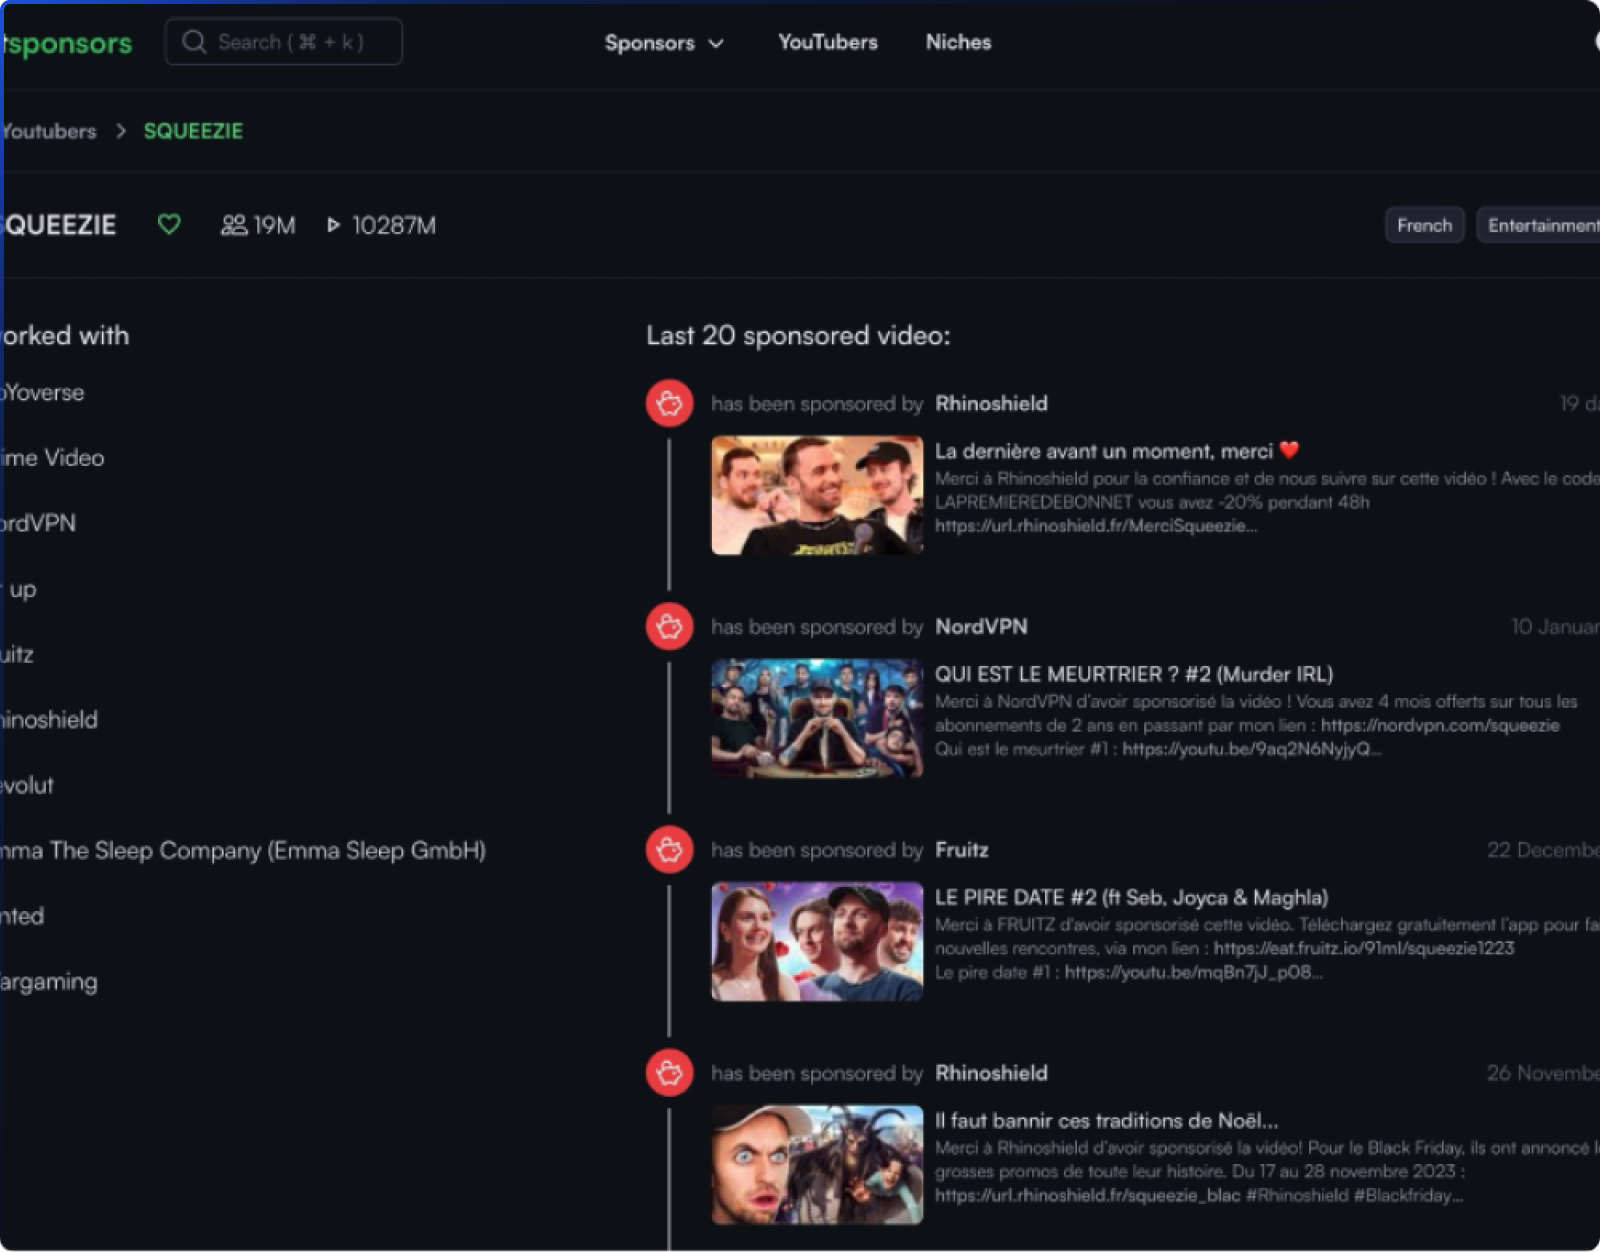 tsponsors
Search ( ⌘ + k )
Sponsors
YouTubers
Niches
Youtubers > SQUEEZIE
SQUEEZIE
19M
10287M
French
Entertainment
orked with
oYoverse
ime Video
ordVPN
up
uitz
hinoshield
evolut
mma The Sleep Company (Emma Sleep GmbH)
nted
argaming
Last 20 sponsored video:
has been sponsored by Rhinoshield
19 d
La dernière avant un moment, merci ❤️
Merci à Rhinoshield pour la confiance et de nous suivre sur cette vidéo ! Avec le code
LAPREMIEREDEBONNET vous avez -20% pendant 48h
https://url.rhinoshield.fr/MerciSqueezie...
has been sponsored by NordVPN
10 Januar
QUI EST LE MEURTRIER ? #2 (Murder IRL)
Merci à NordVPN d'avoir sponsorisé la vidéo ! Vous avez 4 mois offerts sur tous les
abonnements de 2 ans en passant par mon lien : https://nordvpn.com/squeezie
Qui est le meurtrier #1 : https://youtu.be/9aq2N6NyjyQ...
has been sponsored by Fruitz
22 Decembe
LE PIRE DATE #2 (ft Seb, Joyca & Maghla)
Merci à FRUITZ d'avoir sponsorisé cette vidéo. Téléchargez gratuitement l'app pour fai
nouvelles rencontres, via mon lien : https://eat.fruitz.io/91ml/squeezie1223
Le pire date #1 : https://youtu.be/mqBn7jJ_p08...
has been sponsored by Rhinoshield
26 Novembe
Il faut bannir ces traditions de Noël...
Merci à Rhinoshield d'avoir sponsorisé la vidéo! Pour le Black Friday, ils ont annoncé l
grosses promos de toute leur histoire. Du 17 au 28 novembre 2023 :
https://url.rhinoshield.fr/squeezie_blac #Rhinoshield #Blackfriday...